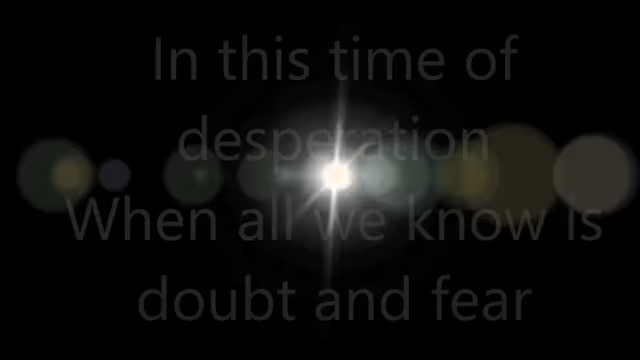 In this time of
desperation
When all we know is
doubt and fear